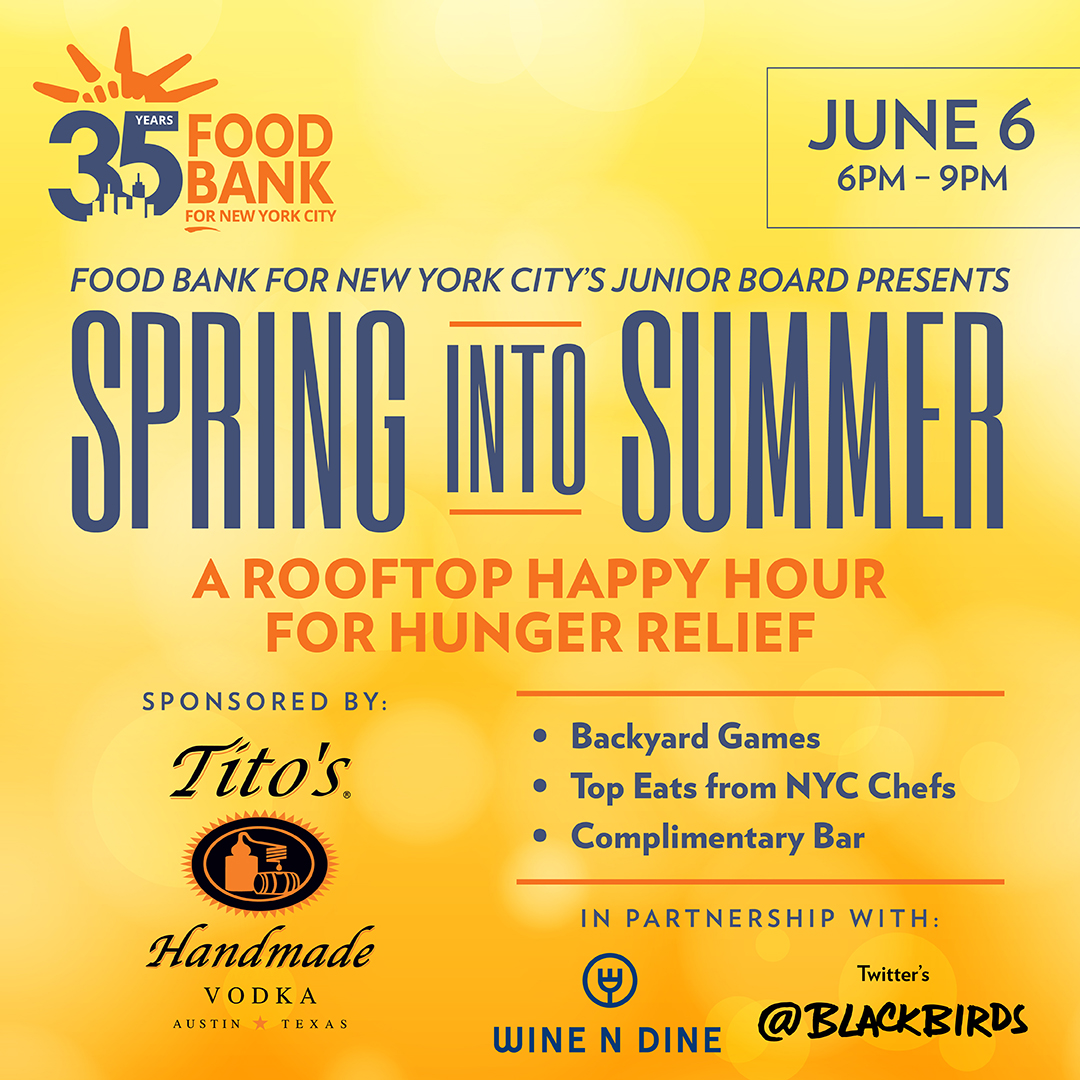 35 YEARS
FOOD
BANK
FOR NEW YORK CITY
JUNE 6
6PM – 9PM
FOOD BANK FOR NEW YORK CITY'S JUNIOR BOARD PRESENTS
SPRING INTO SUMMER
A ROOFTOP HAPPY HOUR
FOR HUNGER RELIEF
SPONSORED BY:
Tito's®
Handmade
VODKA
AUSTIN ★ TEXAS
• Backyard Games
• Top Eats from NYC Chefs
• Complimentary Bar
IN PARTNERSHIP WITH:
WINE N DINE
Twitter's
@BLACKBIRDS